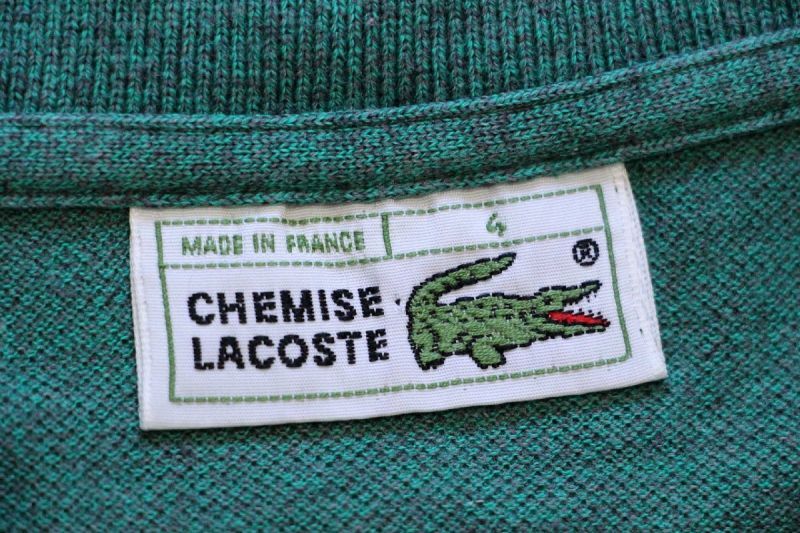 MADE IN FRANCE 4
CHEMISE ®
LACOSTE